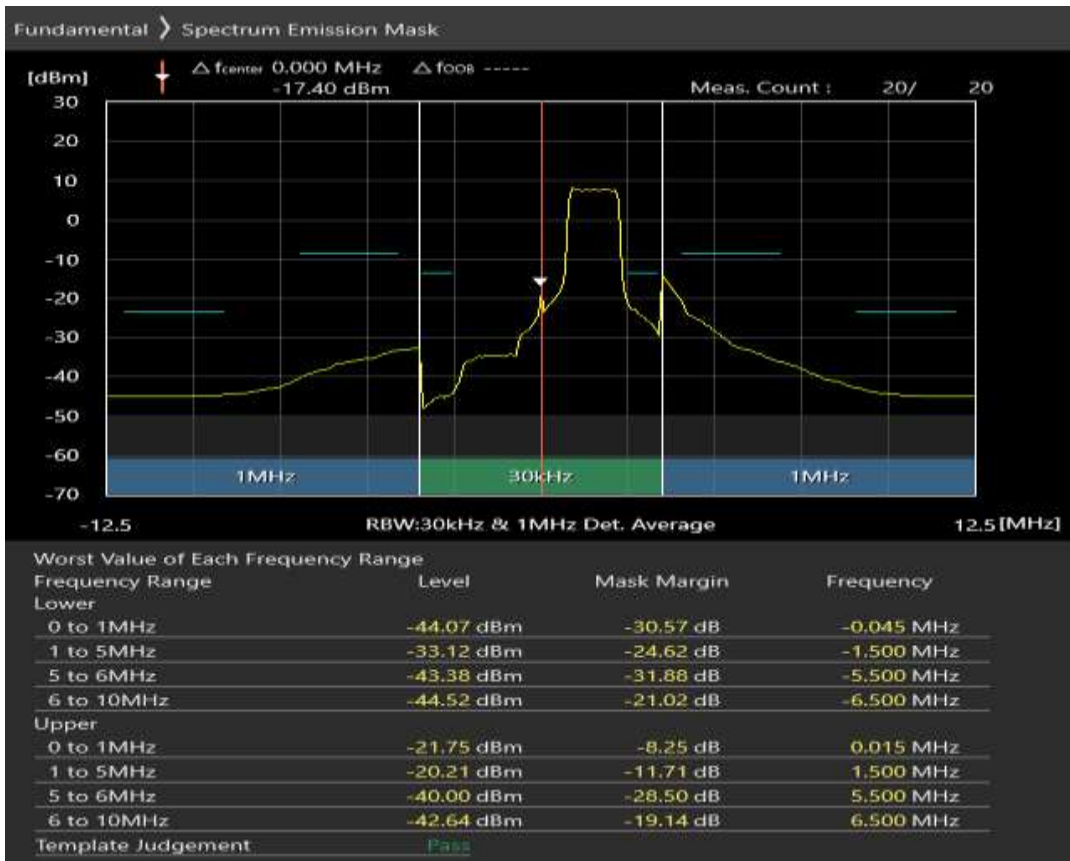 Fundamental ❯ Spectrum Emission Mask
[dBm] △ fcenter 0.000 MHz △ fOOB -----
-17.40 dBm Meas. Count : 20/ 20
30
20
10
0
-10
-20
-30
-40
-50
-60
1MHz 30kHz 1MHz
-70
-12.5 RBW:30kHz & 1MHz Det. Average 12.5 [MHz]
Worst Value of Each Frequency Range
Frequency Range Level Mask Margin Frequency
Lower
0 to 1MHz -44.07 dBm -30.57 dB -0.045 MHz
1 to 5MHz -33.12 dBm -24.62 dB -1.500 MHz
5 to 6MHz -43.38 dBm -31.88 dB -5.500 MHz
6 to 10MHz -44.52 dBm -21.02 dB -6.500 MHz
Upper
0 to 1MHz -21.75 dBm -8.25 dB 0.015 MHz
1 to 5MHz -20.21 dBm -11.71 dB 1.500 MHz
5 to 6MHz -40.00 dBm -28.50 dB 5.500 MHz
6 to 10MHz -42.64 dBm -19.14 dB 6.500 MHz
Template Judgement Pass